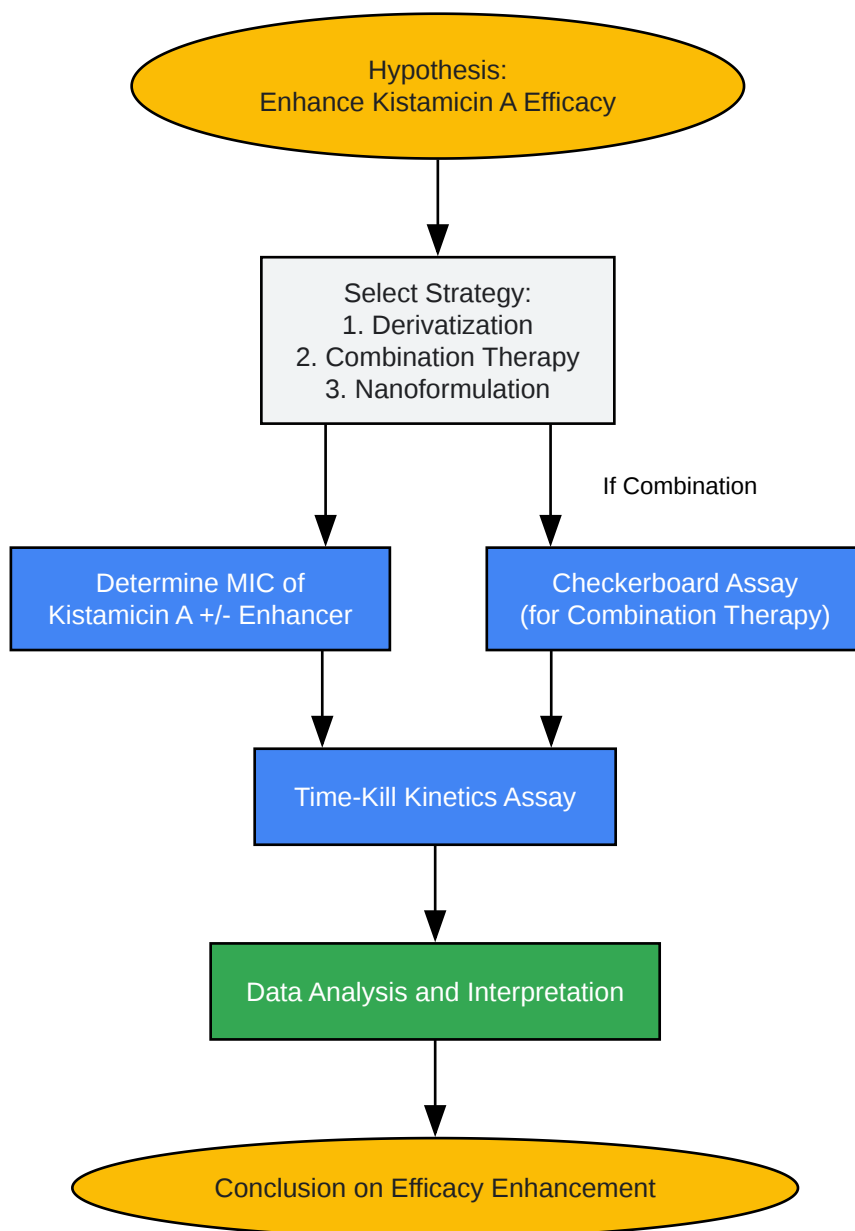 Hypothesis:
Enhance Kistamicin A Efficacy
Select Strategy:
1. Derivatization
2. Combination Therapy
3. Nanoformulation
If Combination
Determine MIC of
Kistamicin A +/- Enhancer
Checkerboard Assay
(for Combination Therapy)
Time-Kill Kinetics Assay
Data Analysis and Interpretation
Conclusion on Efficacy Enhancement